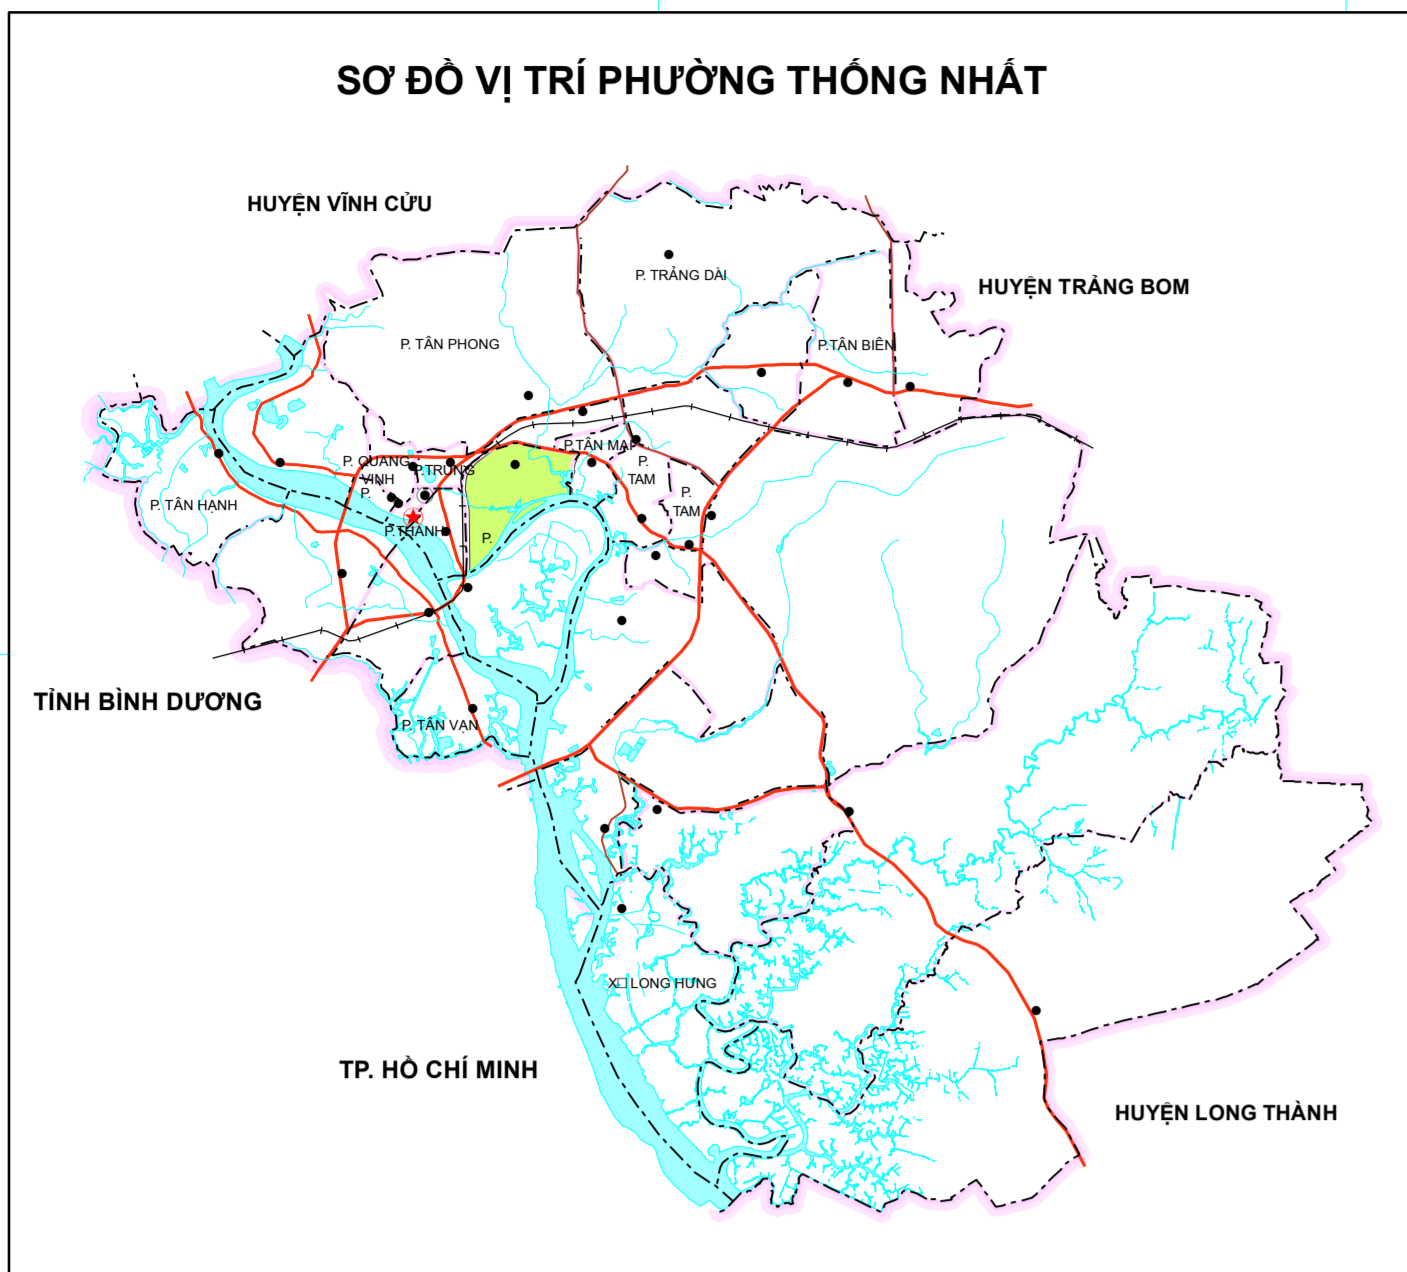 SƠ ĐỒ VỊ TRÍ PHƯỜNG THỐNG NHẤT
HUYỆN VĨNH CỬU
P. TRẢNG DÀI
HUYỆN TRẢNG BOM
P. TÂN PHONG
P.TÂN BIÊN
P.TÂN MAI
P. QUANG
VINH
P.TRUNG
P.
TAM
P.
TAM
P.
P. TÂN HẠNH
P.THANH
P.
TỈNH BÌNH DƯƠNG
P. TÂN VẠN
X□ LONG HƯNG
TP. HỒ CHÍ MINH
HUYỆN LONG THÀNH